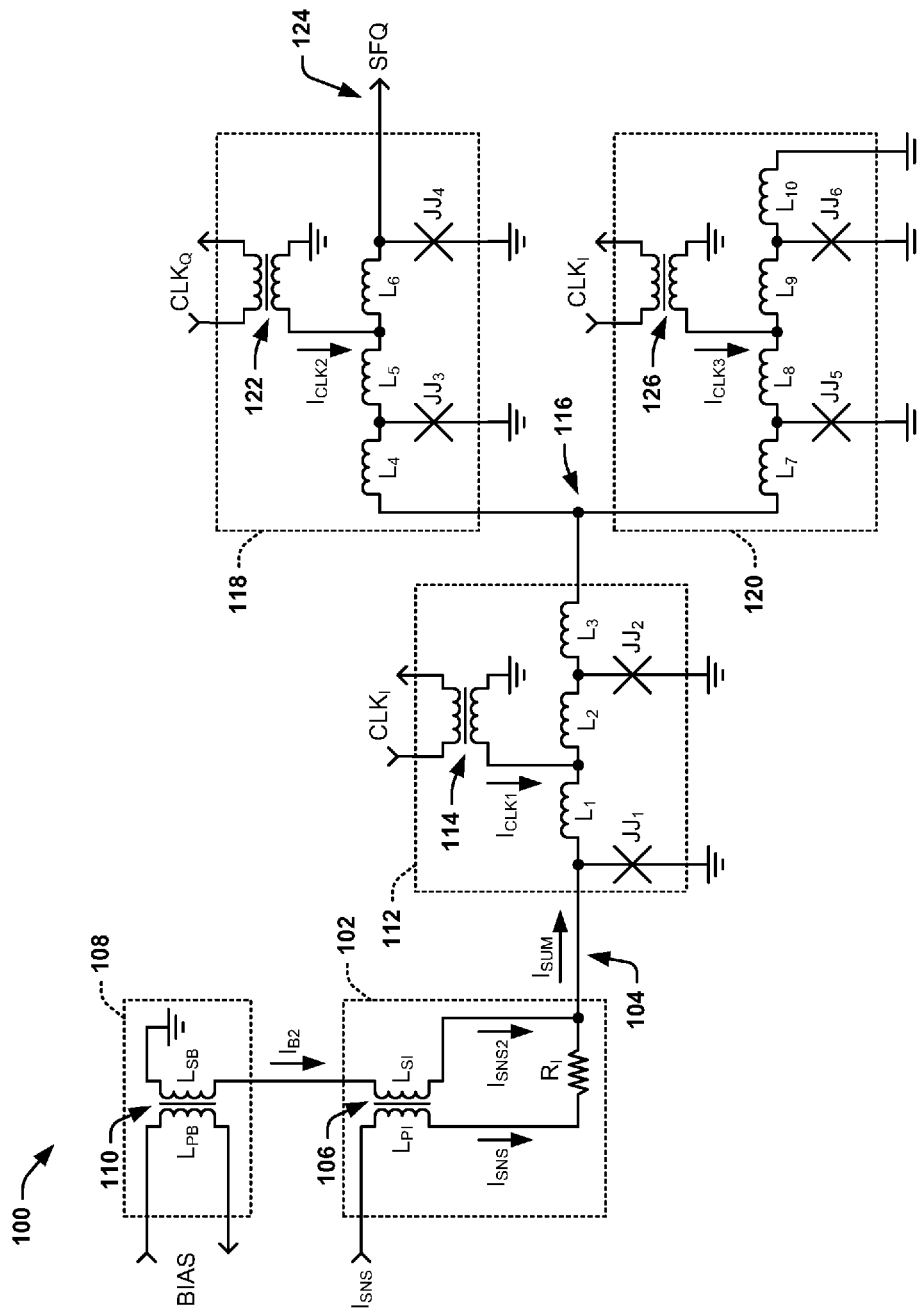 100
BIAS
110
LPB
LSB
108
IB2
ISNS
106
LPI
LSI
102
ISNS
ISNS2
RI
ISUM
104
112
CLKI
114
ICLK1
L1
L2
L3
JJ1
JJ2
116
118
CLKQ
122
ICLK2
L4
L5
L6
JJ3
JJ4
124
SFQ
120
CLKI
126
ICLK3
L7
L8
L9
L10
JJ5
JJ6